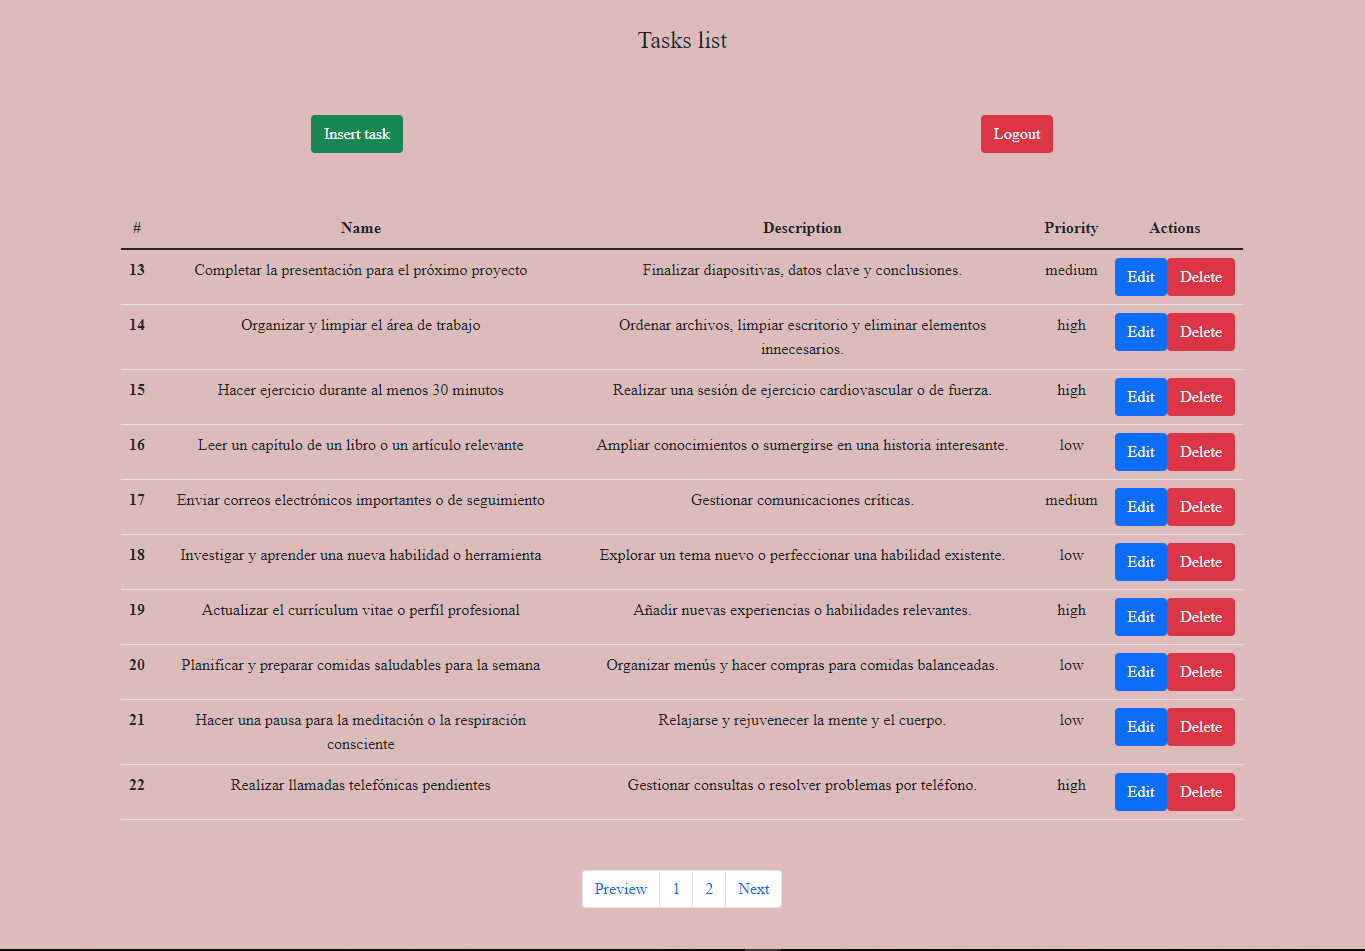 Tasks list
Insert task Logout
# Name Description Priority Actions
13 Completar la presentación para el próximo proyecto Finalizar diapositivas, datos clave y conclusiones. medium Edit Delete
14 Organizar y limpiar el área de trabajo Ordenar archivos, limpiar escritorio y eliminar elementos high Edit Delete
innecesarios.
15 Hacer ejercicio durante al menos 30 minutos Realizar una sesión de ejercicio cardiovascular o de fuerza. high Edit Delete
16 Leer un capítulo de un libro o un artículo relevante Ampliar conocimientos o sumergirse en una historia interesante. low Edit Delete
17 Enviar correos electrónicos importantes o de seguimiento Gestionar comunicaciones críticas. medium Edit Delete
18 Investigar y aprender una nueva habilidad o herramienta Explorar un tema nuevo o perfeccionar una habilidad existente. low Edit Delete
19 Actualizar el currículum vitae o perfil profesional Añadir nuevas experiencias o habilidades relevantes. high Edit Delete
20 Planificar y preparar comidas saludables para la semana Organizar menús y hacer compras para comidas balanceadas. low Edit Delete
21 Hacer una pausa para la meditación o la respiración Relajarse y rejuvenecer la mente y el cuerpo. low Edit Delete
consciente
22 Realizar llamadas telefónicas pendientes Gestionar consultas o resolver problemas por teléfono. high Edit Delete
Preview 1 2 Next